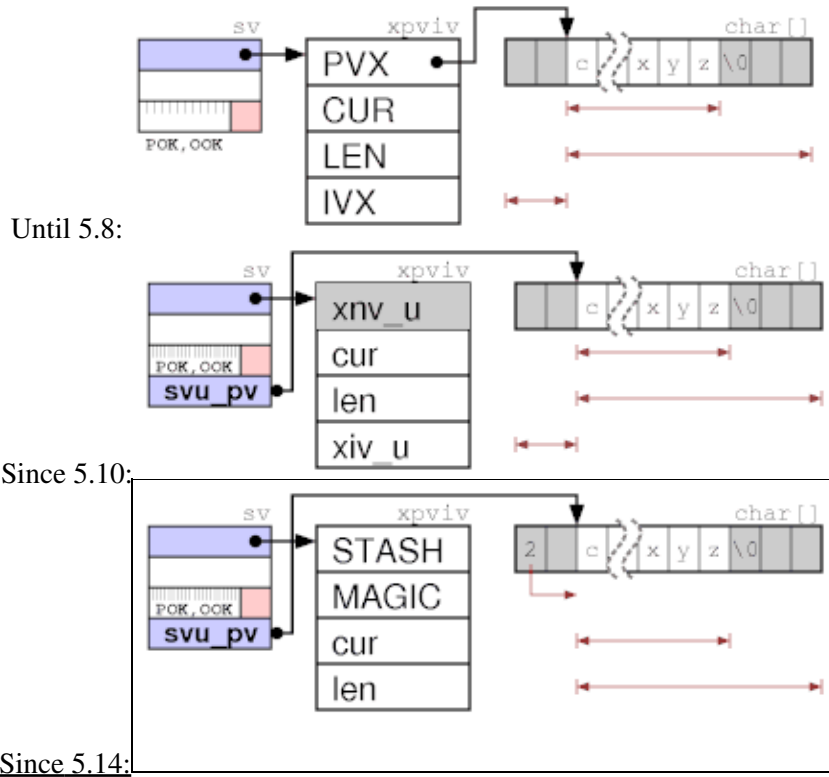 sv xpviv char[]
PVX c x y z \0
CUR
POK,OOK
LEN
IVX
Until 5.8:
sv xpviv char[]
xnv_u c x y z \0
cur
POK,OOK
svu_pv len
xiv_u
Since 5.10:
sv xpviv char[]
STASH 2 c x y z \0
MAGIC
POK,OOK
svu_pv cur
len
Since 5.14: